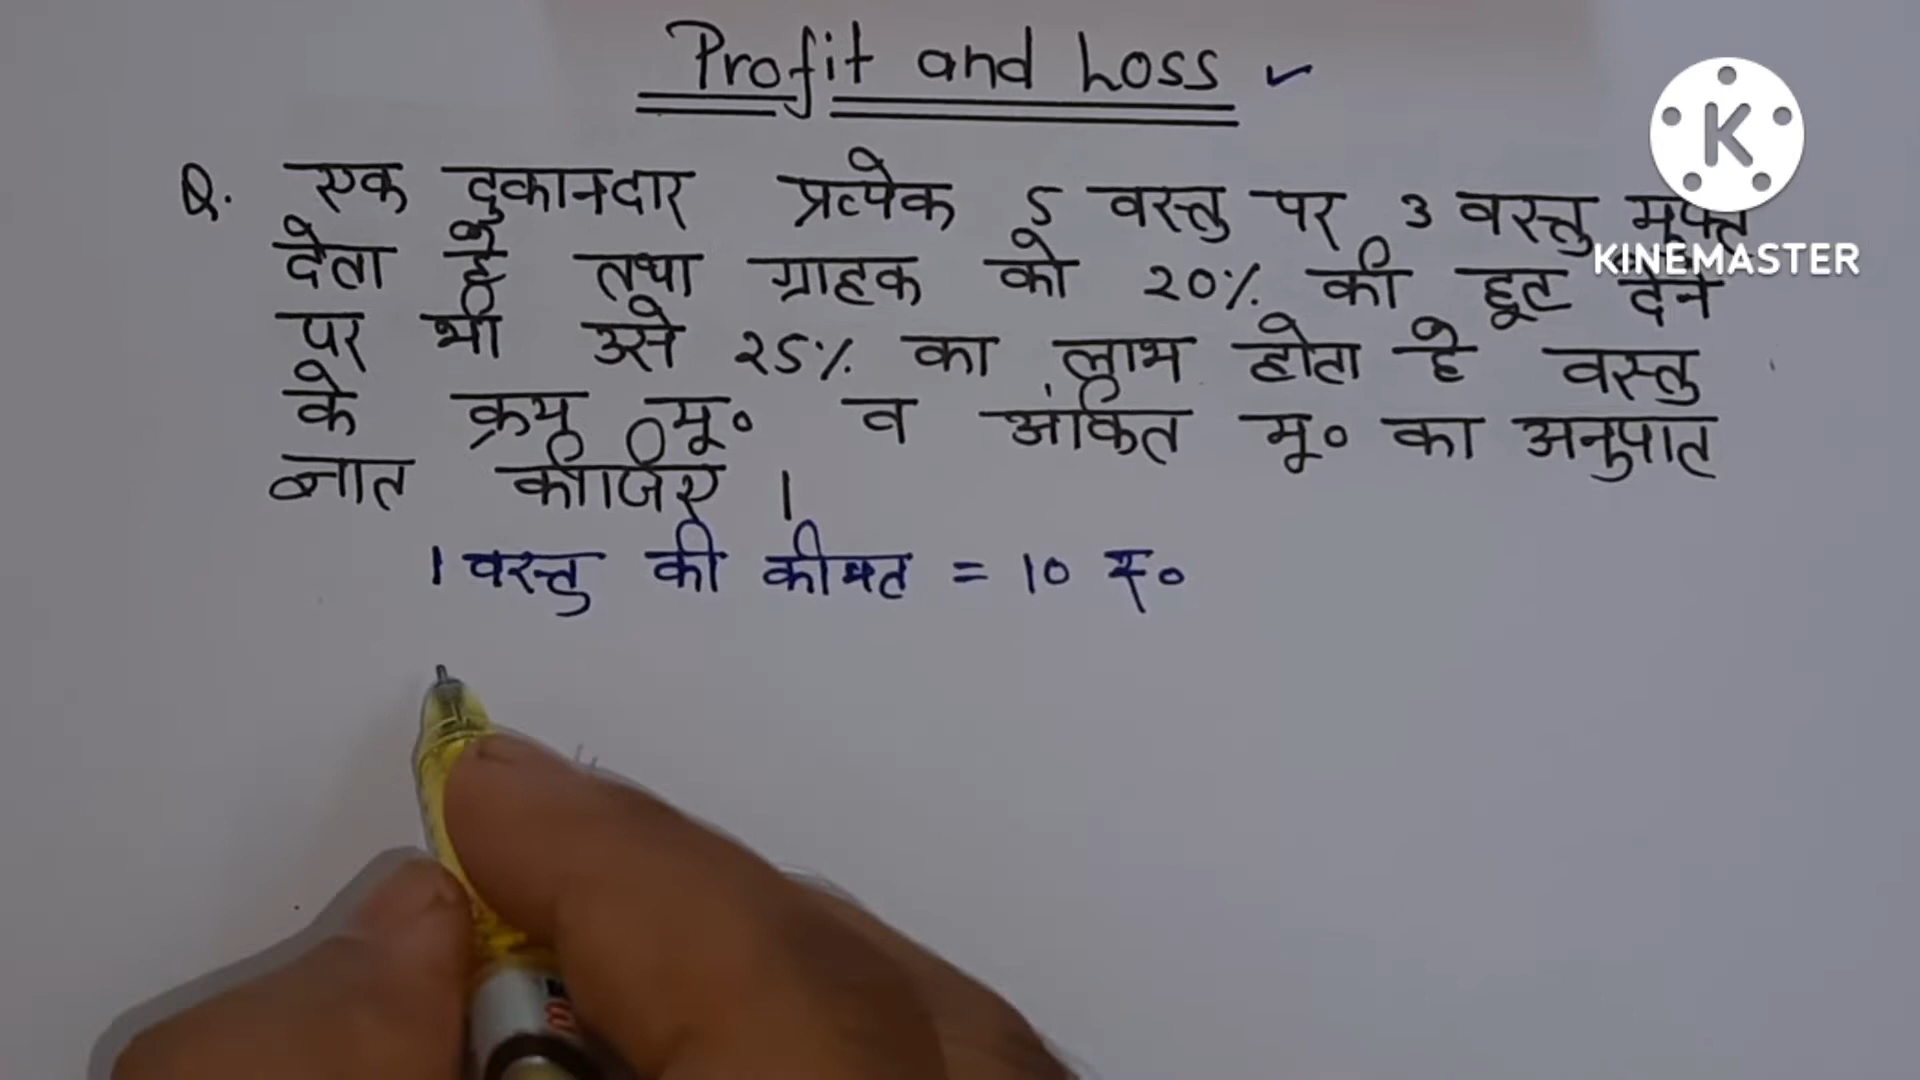 Profit and Loss ✓
Q. एक दुकानदार प्रत्येक 5 वस्तु पर 3 वस्तु मुफ्त
देता है तथा ग्राहक को 20% की छूट देने
पर भी उसे 25% का लाभ होता है वस्तु
के क्रय मू० व अंकित मू० का अनुपात
ज्ञात कीजिए ।
1 वस्तु की कीमत = 10 रु०
K
KINEMASTER